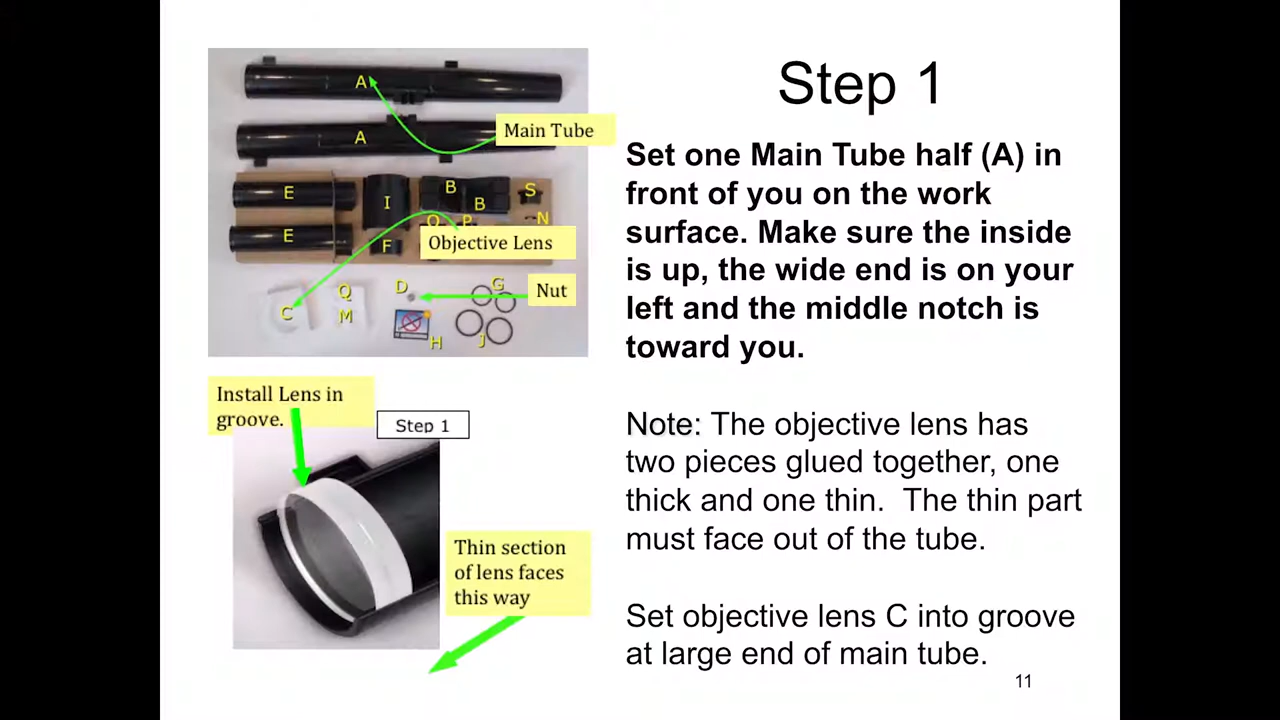 Step 1
A
Main Tube
A
E
I
B
B
S
N
E
F
Objective Lens
D
Nut
G
C
Q
M
H
J
Set one Main Tube half (A) in
front of you on the work
surface. Make sure the inside
is up, the wide end is on your
left and the middle notch is
toward you.
Install Lens in
groove.
Step 1
Thin section
of lens faces
this way
Note: The objective lens has
two pieces glued together, one
thick and one thin. The thin part
must face out of the tube.
Set objective lens C into groove
at large end of main tube.
11